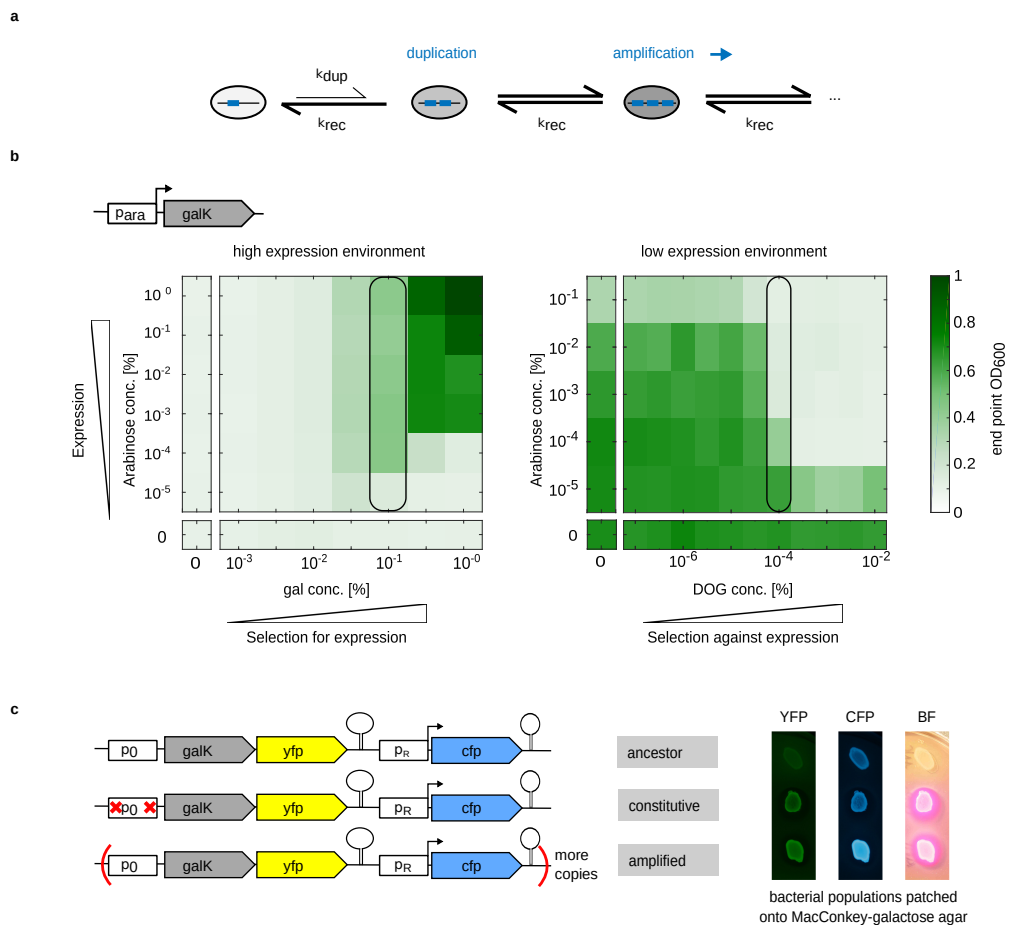 a
duplication
amplification
kdup
krec
krec
krec
...
b
para
galK
high expression environment
low expression environment
Expression
Arabinose conc. [%]
10 0
10-1
10-2
10-3
10-4
10-5
0
0
10-3
10-2
10-1
10-0
gal conc. [%]
Selection for expression
Arabinose conc. [%]
10-1
10-2
10-3
10-4
10-5
0
0
10-6
10-4
10-2
DOG conc. [%]
Selection against expression
1
0.8
0.6
0.4
0.2
0
end point OD600
c
YFP CFP BF
p0 galK yfp pR cfp
ancestor
p0 galK yfp pR cfp
constitutive
p0 galK yfp pR cfp
more
copies
amplified
bacterial populations patched
onto MacConkey-galactose agar